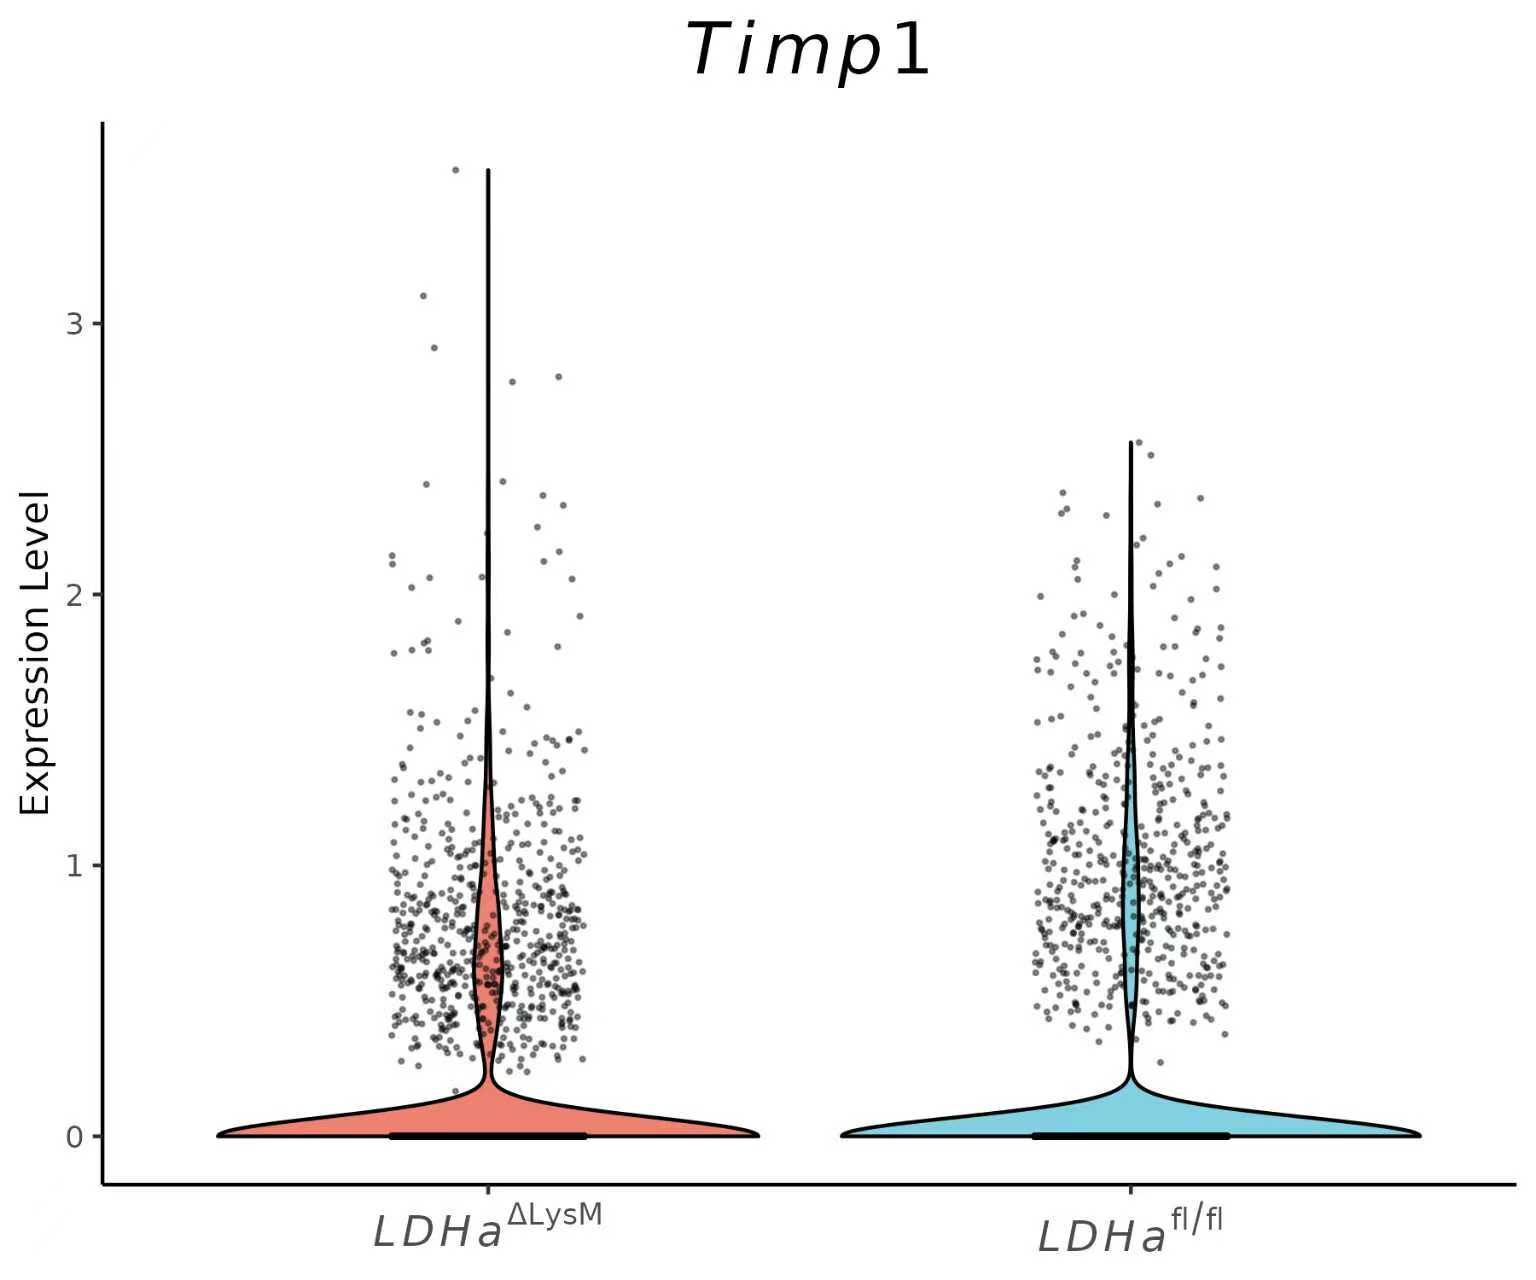 Timp1
Expression Level
3
2
1
0
LDHa^ΔLysM
LDHa^fl/fl